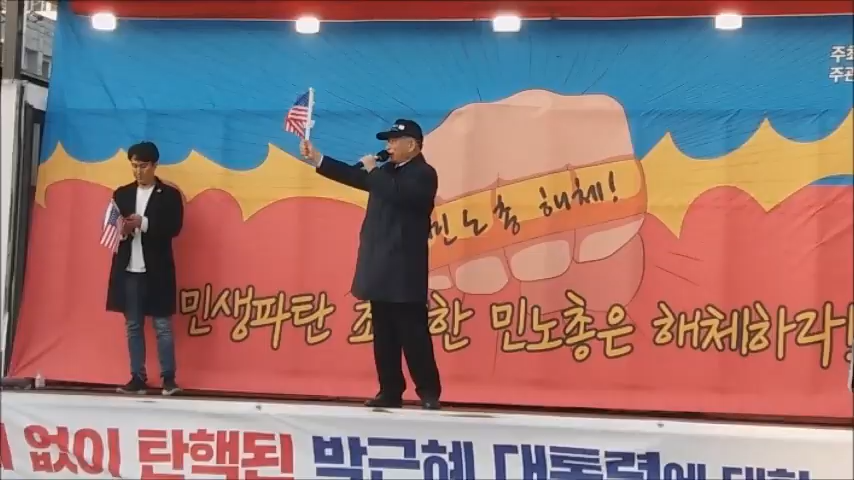 주최
주관
민노총 해체!
민생파탄 한 민노총은 해체하라!
없이 탄핵된 박근혜 대통령에 대한